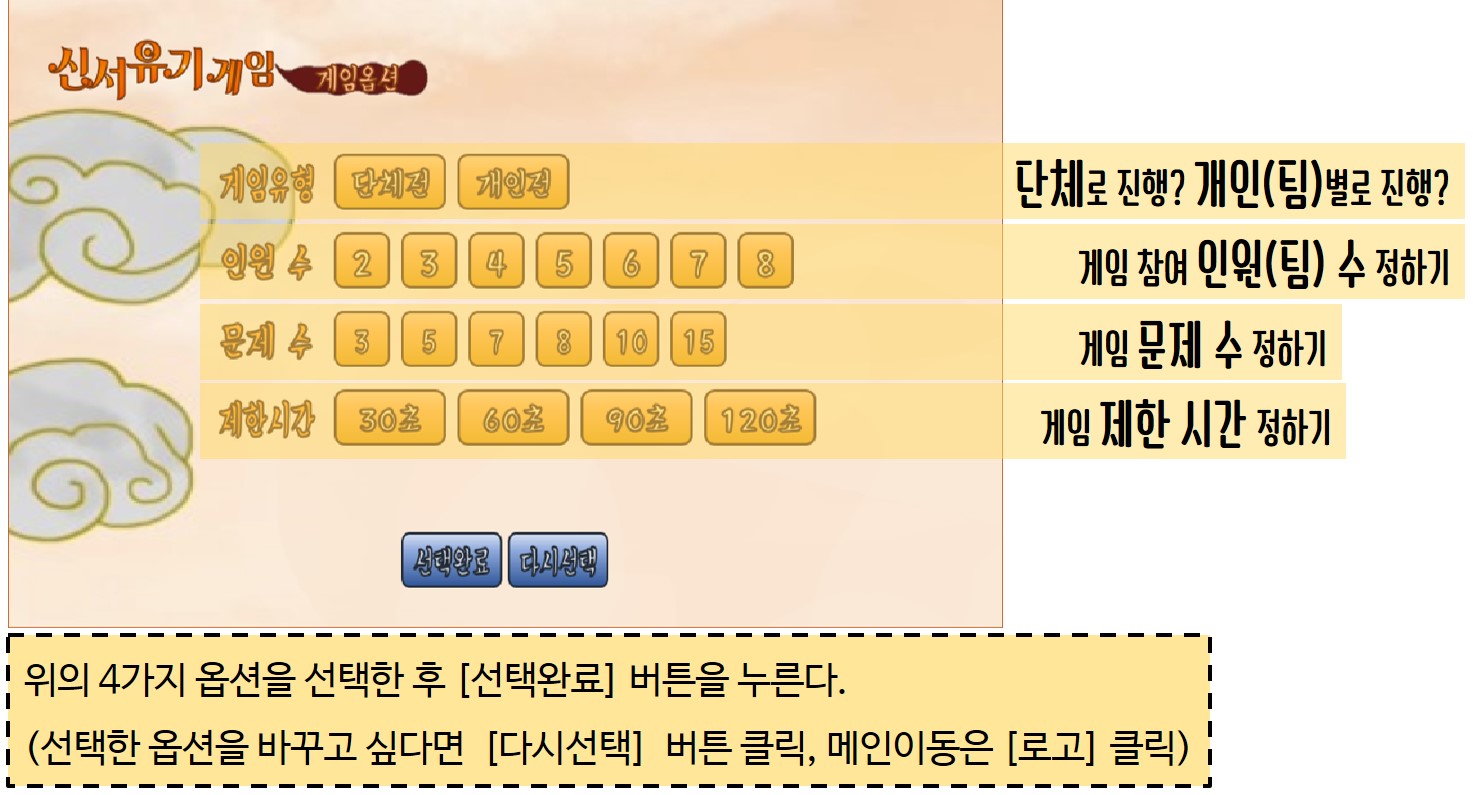 신서유기게임 게임옵션
게임유형 단체전 개인전 단체로 진행? 개인(팀)별로 진행?
인원 수 2 3 4 5 6 7 8 게임 참여 인원(팀) 수 정하기
문제 수 3 5 7 8 10 15 게임 문제 수 정하기
제한시간 30초 60초 90초 120초 게임 제한 시간 정하기
선택완료 다시선택
위의 4가지 옵션을 선택한 후 [선택완료] 버튼을 누른다.
(선택한 옵션을 바꾸고 싶다면 [다시선택] 버튼 클릭, 메인이동은 [로고] 클릭)